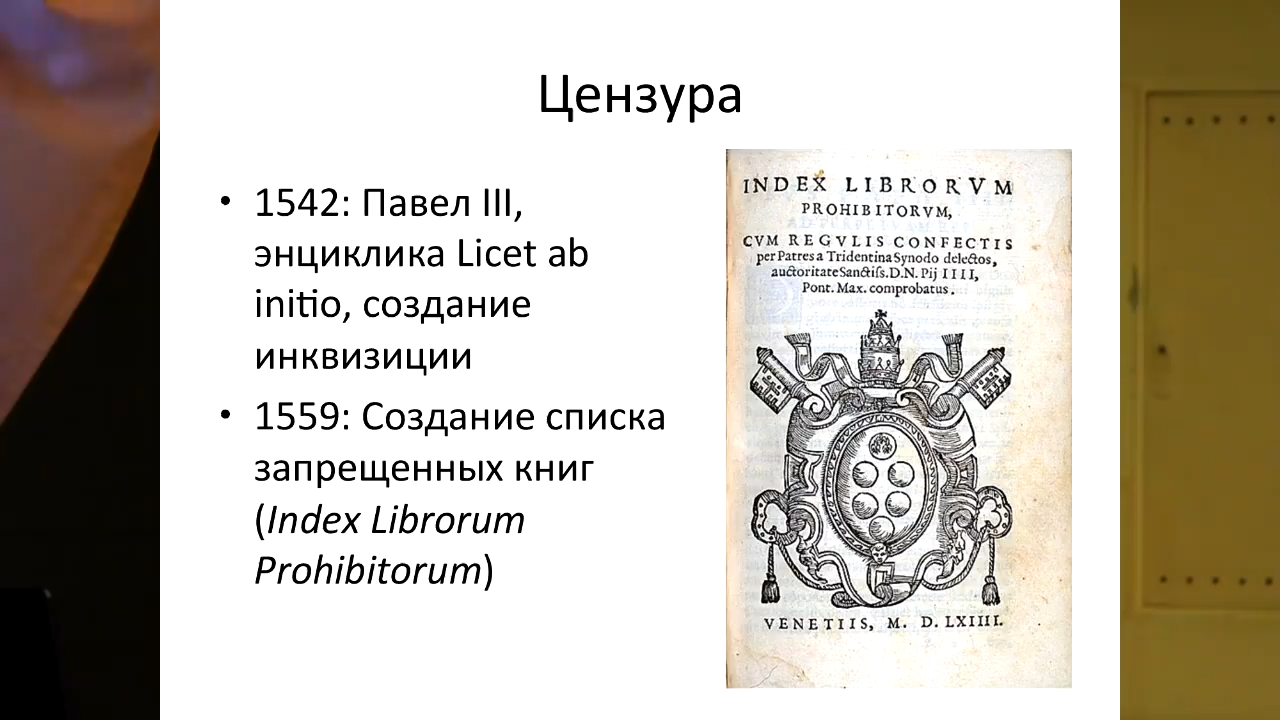 Цензура
• 1542: Павел III,
энциклика Licet ab
initio, создание
инквизиции
• 1559: Создание списка
запрещенных книг
(Index Librorum
Prohibitorum)
INDEX LIBRORVM
PROHIBITORVM,
CVM REGVLIS CONFECTIS
per Patres a Tridentina Synodo delectos,
auctoritate Sanctiſs. D. N. Pij IIII,
Pont. Max. comprobatus.
VENETIIS, M. D. LXIIII.